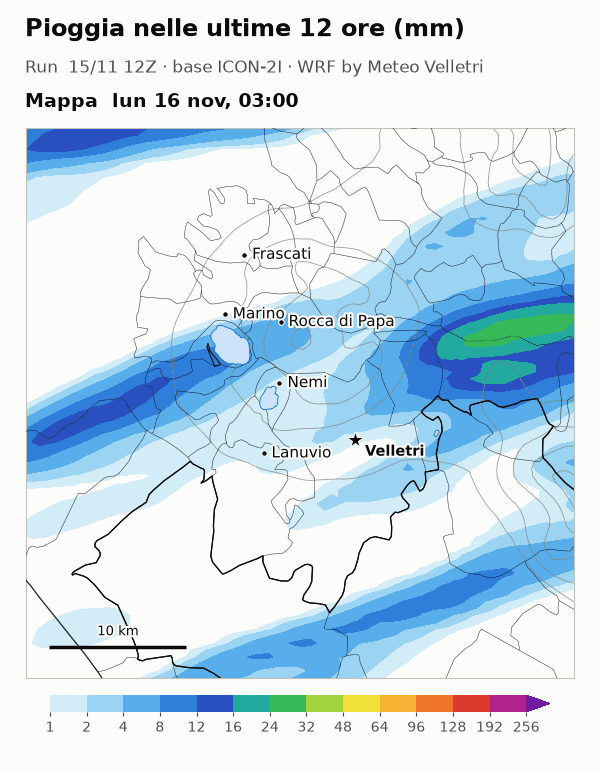 Pioggia nelle ultime 12 ore (mm)
Run  15/11 12Z · base ICON-2I · WRF by Meteo Velletri
Mappa  lun 16 nov, 03:00
Frascati
Marino
Rocca di Papa
Nemi
Velletri
Lanuvio
10 km
1 2 4 8 12 16 24 32 48 64 96 128 192 256